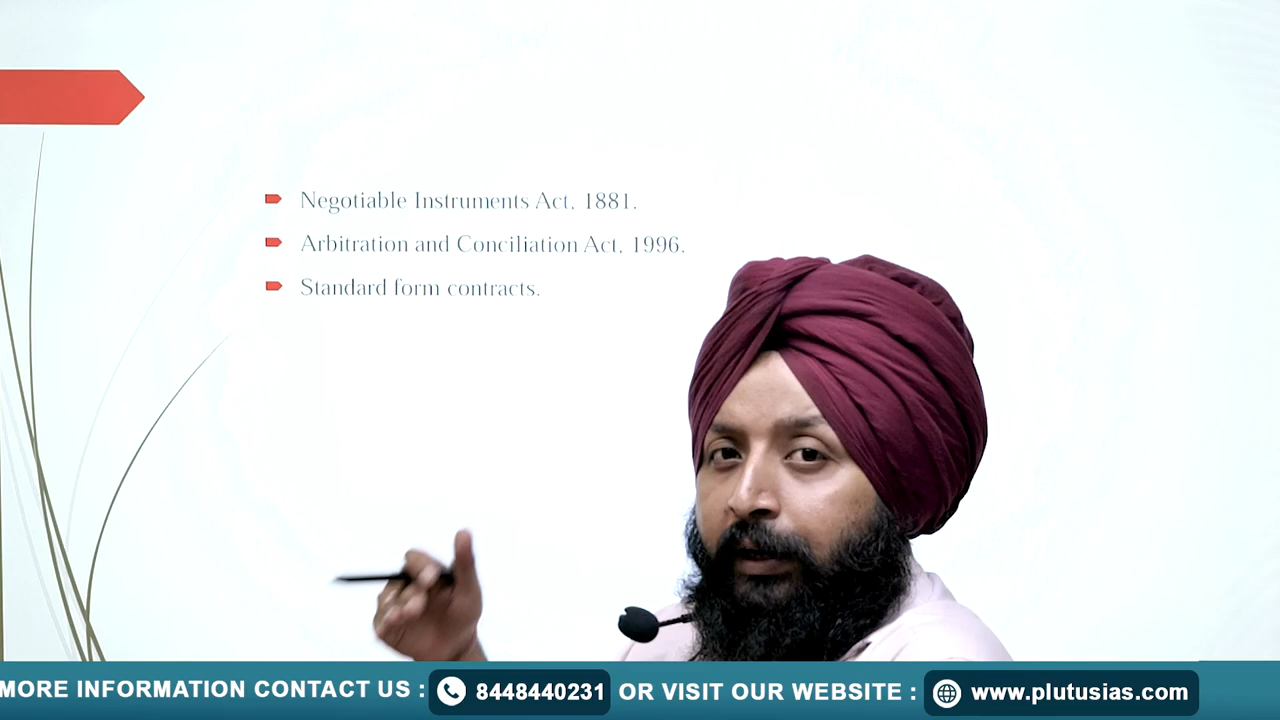 Negotiable Instruments Act, 1881.
Arbitration and Conciliation Act, 1996.
Standard form contracts.
MORE INFORMATION CONTACT US : 8448440231 OR VISIT OUR WEBSITE : www.plutusias.com